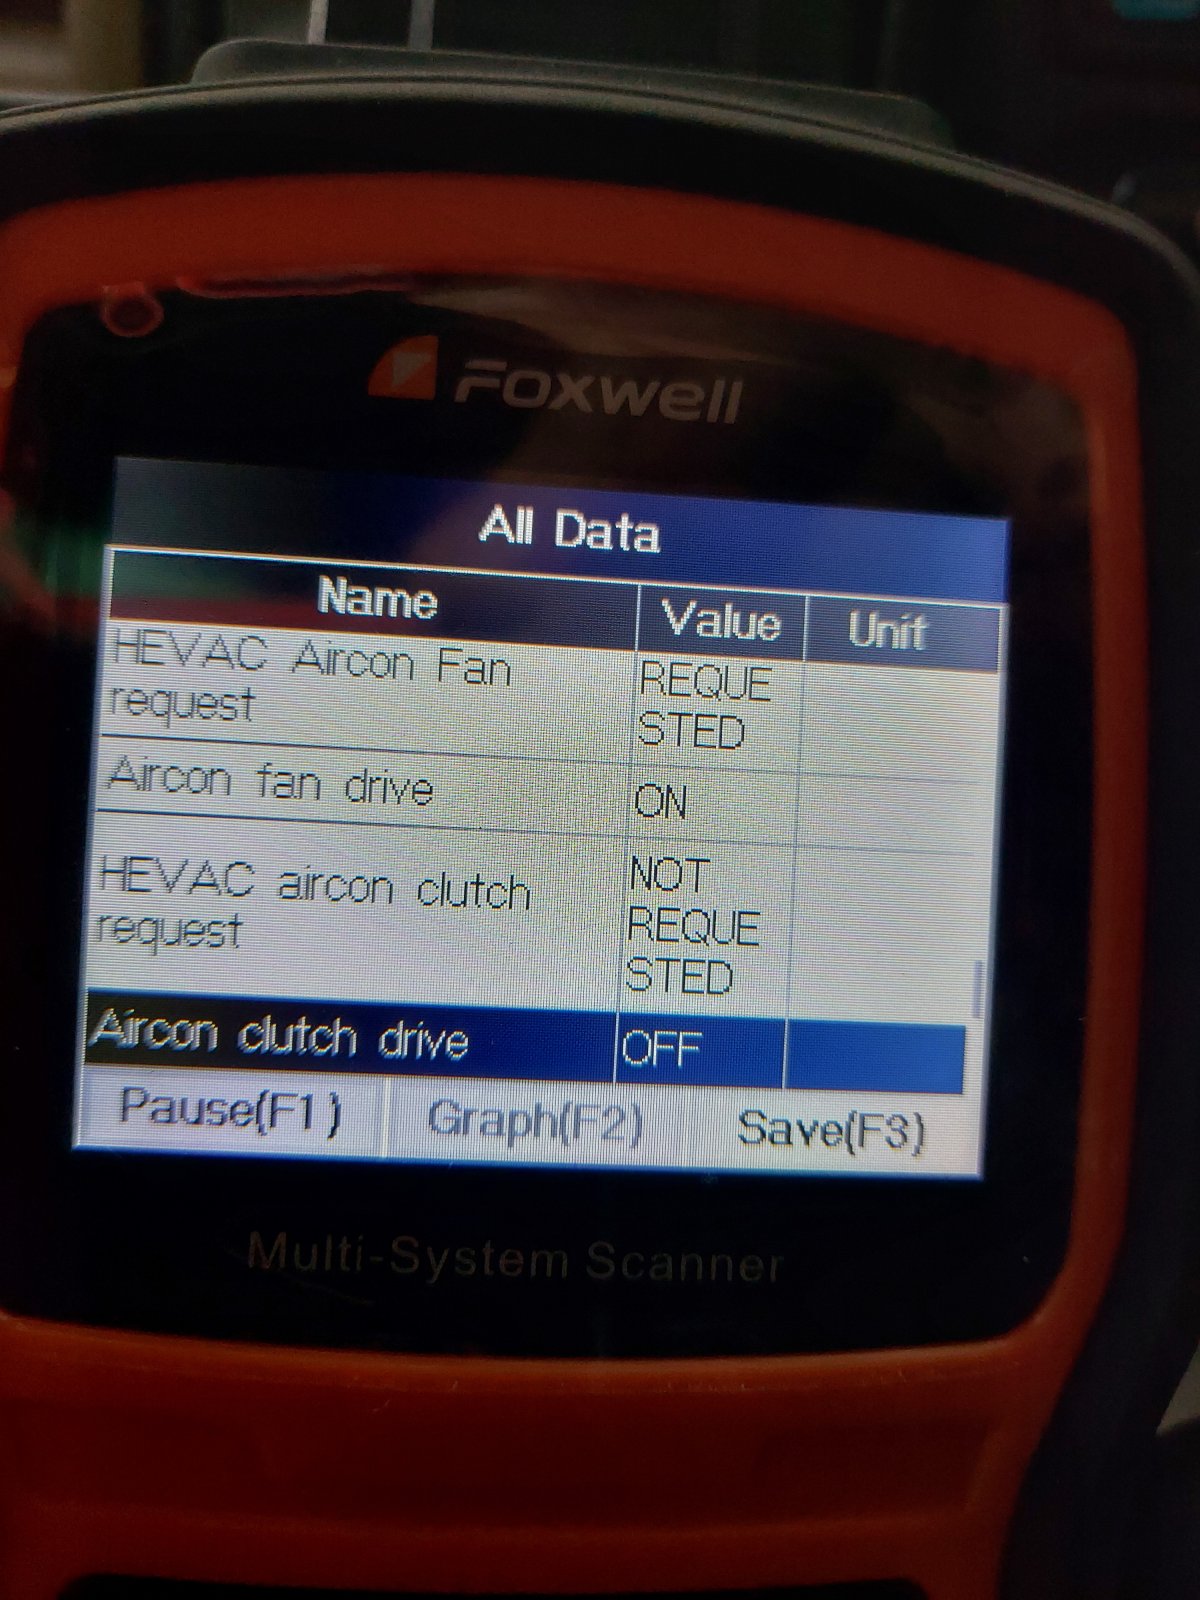 Foxwell
All Data
Name Value Unit
HEVAC Aircon Fan
request
REQUE
STED
Aircon fan drive ON
HEVAC aircon clutch
request
NOT
REQUE
STED
Aircon clutch drive OFF
Pause(F1) Graph(F2) Save(F3)
Multi-System Scanner